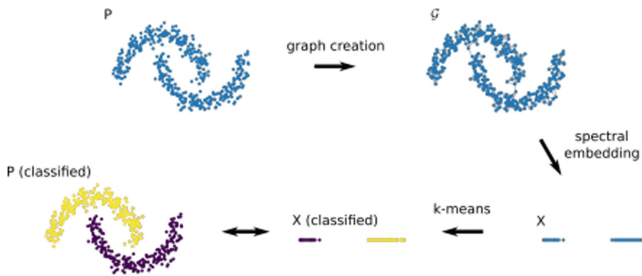 P
𝒢
graph creation
spectral
embedding
P (classified)
X (classified)
k-means
X